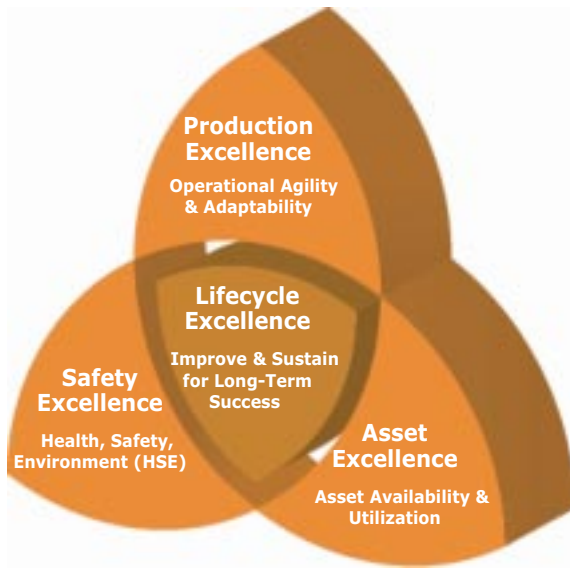 Production
Excellence
Operational Agility
& Adaptability
Lifecycle
Excellence
Improve & Sustain
for Long-Term
Success
Safety
Excellence
Health, Safety,
Environment (HSE)
Asset
Excellence
Asset Availability &
Utilization